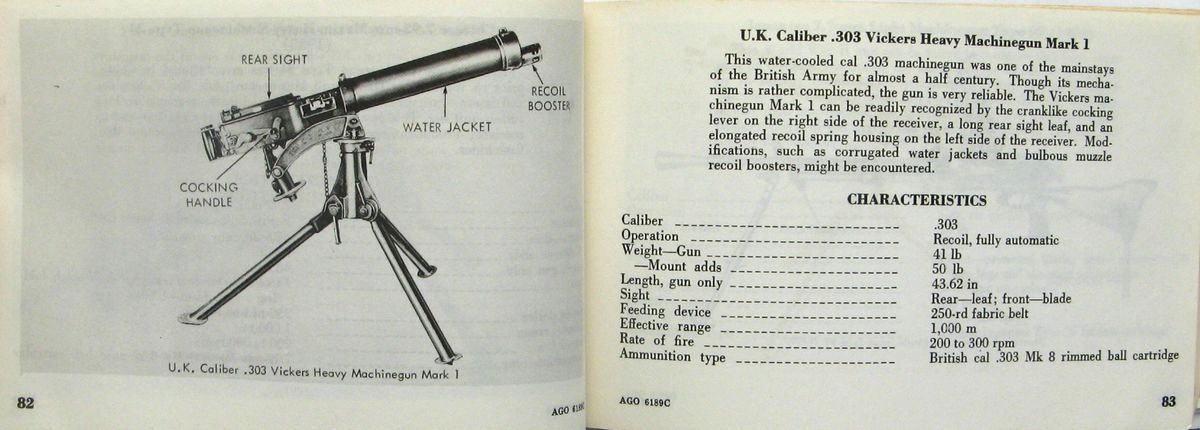 REAR SIGHT
RECOIL
BOOSTER
WATER JACKET
COCKING
HANDLE
U.K. Caliber .303 Vickers Heavy Machinegun Mark 1
82
AGO
U.K. Caliber .303 Vickers Heavy Machinegun Mark 1
This water-cooled cal .303 machinegun was one of the mainstays
of the British Army for almost a half century. Though its mecha-
nism is rather complicated, the gun is very reliable. The Vickers ma-
chinegun Mark 1 can be readily recognized by the cranklike cocking
lever on the right side of the receiver, a long rear sight leaf, and an
elongated recoil spring housing on the left side of the receiver. Mod-
ifications, such as corrugated water jackets and bulbous muzzle
recoil boosters, might be encountered.
CHARACTERISTICS
Caliber .303
Operation Recoil, fully automatic
Weight—Gun 41 lb
—Mount adds 50 lb
Length, gun only 43.62 in
Sight Rear—leaf; front—blade
Feeding device 250-rd fabric belt
Effective range 1,000 m
Rate of fire 200 to 300 rpm
Ammunition type British cal .303 Mk 8 rimmed ball cartridge
AGO 6189C
83